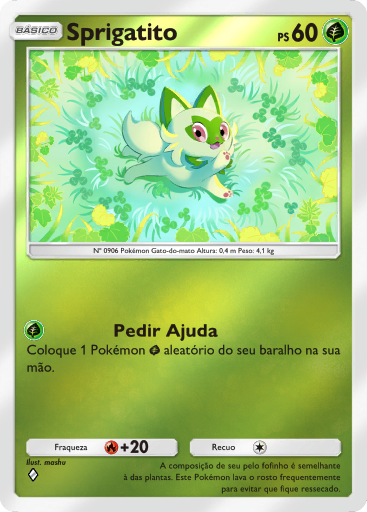 BÁSICO Sprigatito PS 60
Nº 0906 Pokémon Gato-do-mato Altura: 0,4 m Peso: 4,1 kg
Pedir Ajuda
Coloque 1 Pokémon aleatório do seu baralho na sua
mão.
Fraqueza +20 Recuo
Ilust. mashu
A composição de seu pelo fofinho é semelhante
à das plantas. Este Pokémon lava o rosto frequentemente
para evitar que fique ressecado.